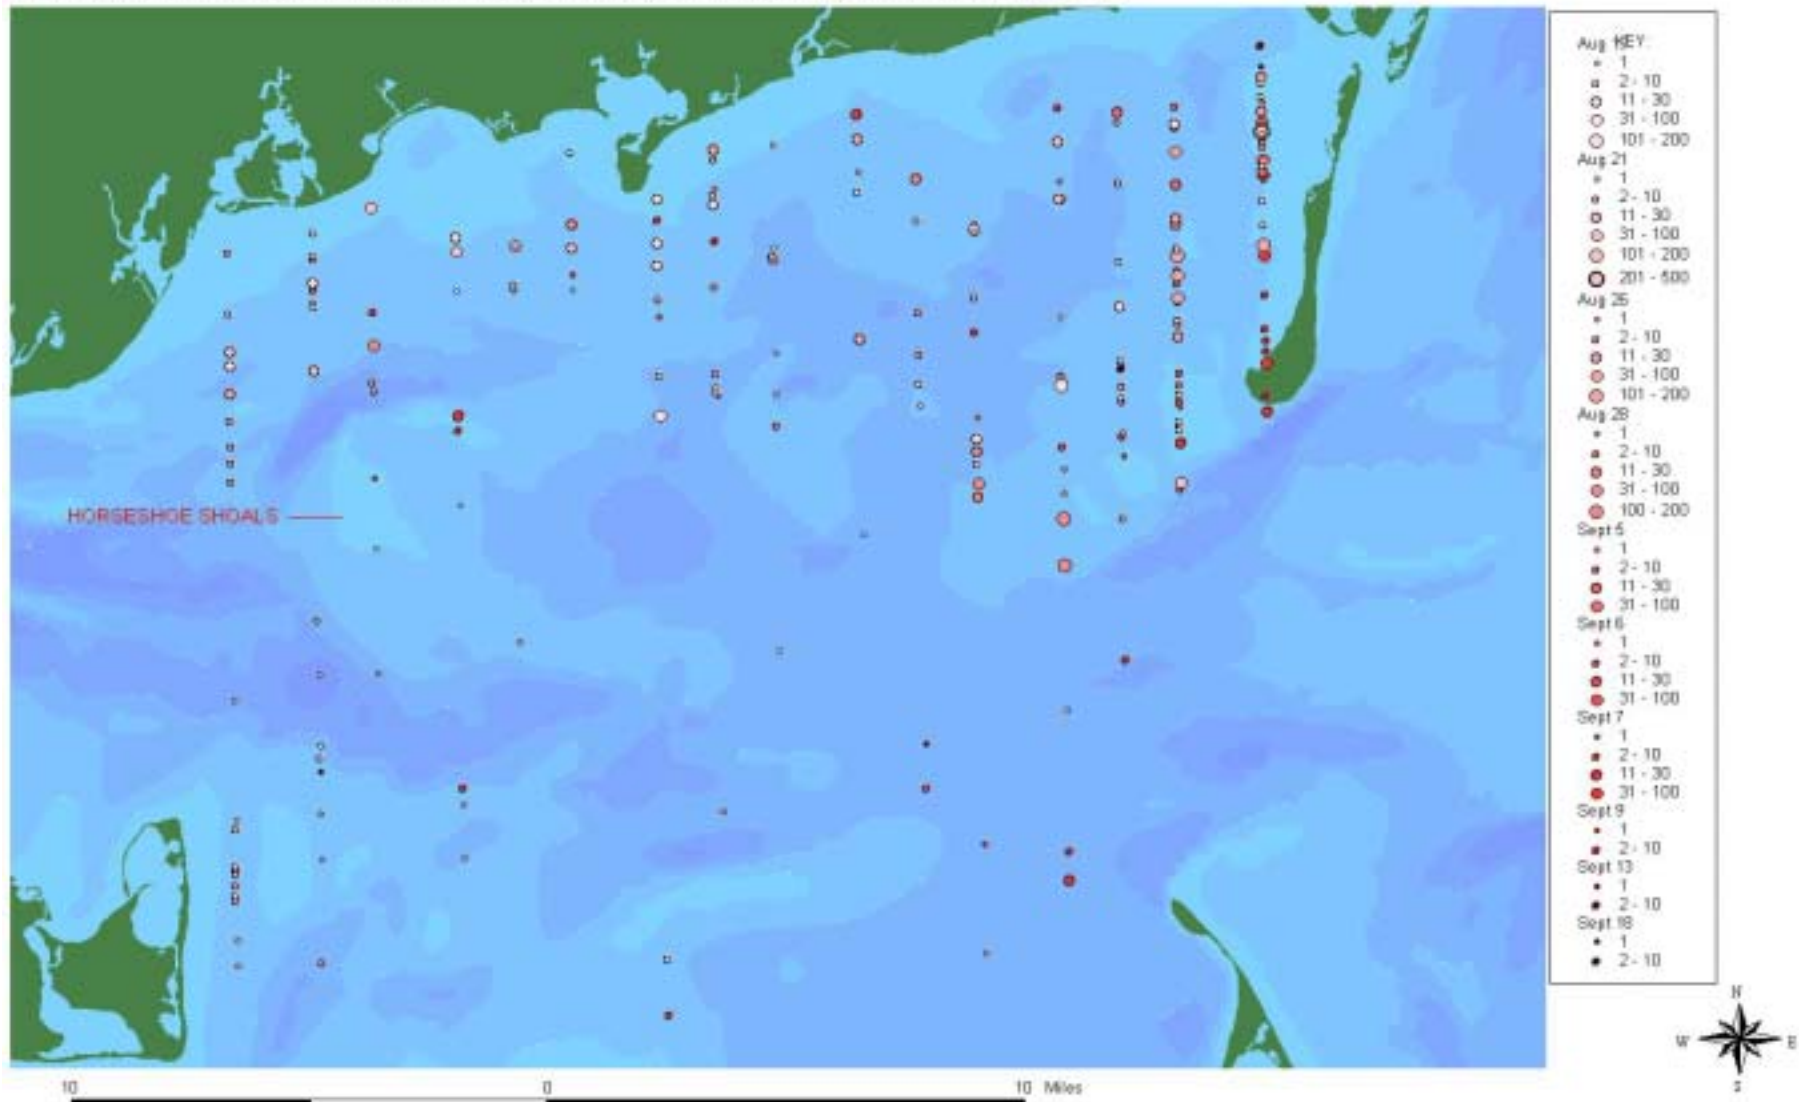 HORSESHOE SHOALS
KEY
Aug
1
2 - 10
11 - 30
31 - 100
101 - 200
Aug 21
1
2 - 10
11 - 30
31 - 100
101 - 200
201 - 500
Aug 26
1
2 - 10
11 - 30
31 - 100
101 - 200
Aug 28
1
2 - 10
11 - 30
31 - 100
100 - 200
Sept 5
1
2 - 10
11 - 30
31 - 100
Sept 6
1
2 - 10
11 - 30
31 - 100
Sept 7
1
2 - 10
11 - 30
31 - 100
Sept 9
1
2 - 10
Sept 13
1
2 - 10
Sept 18
1
2 - 10
N
W E
S
10 0 10 Miles